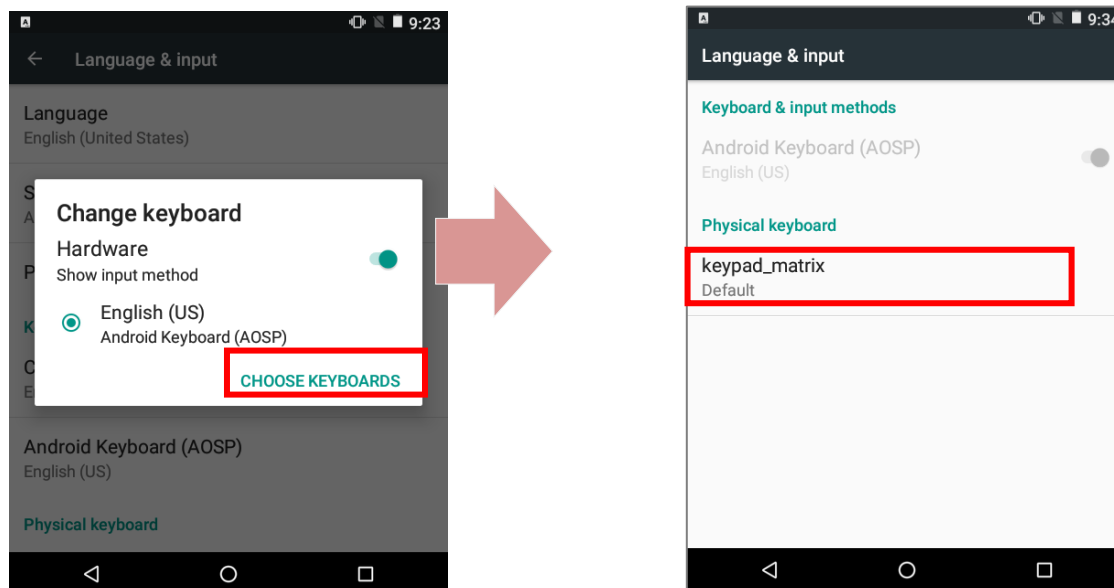 9:23
Language & input
Language
English (United States)
S
A
Change keyboard
Hardware
Show input method
P
English (US)
K
Android Keyboard (AOSP)
C
CHOOSE KEYBOARDS
E
Android Keyboard (AOSP)
English (US)
Physical keyboard
9:34
Language & input
Keyboard & input methods
Android Keyboard (AOSP)
English (US)
Physical keyboard
keypad_matrix
Default